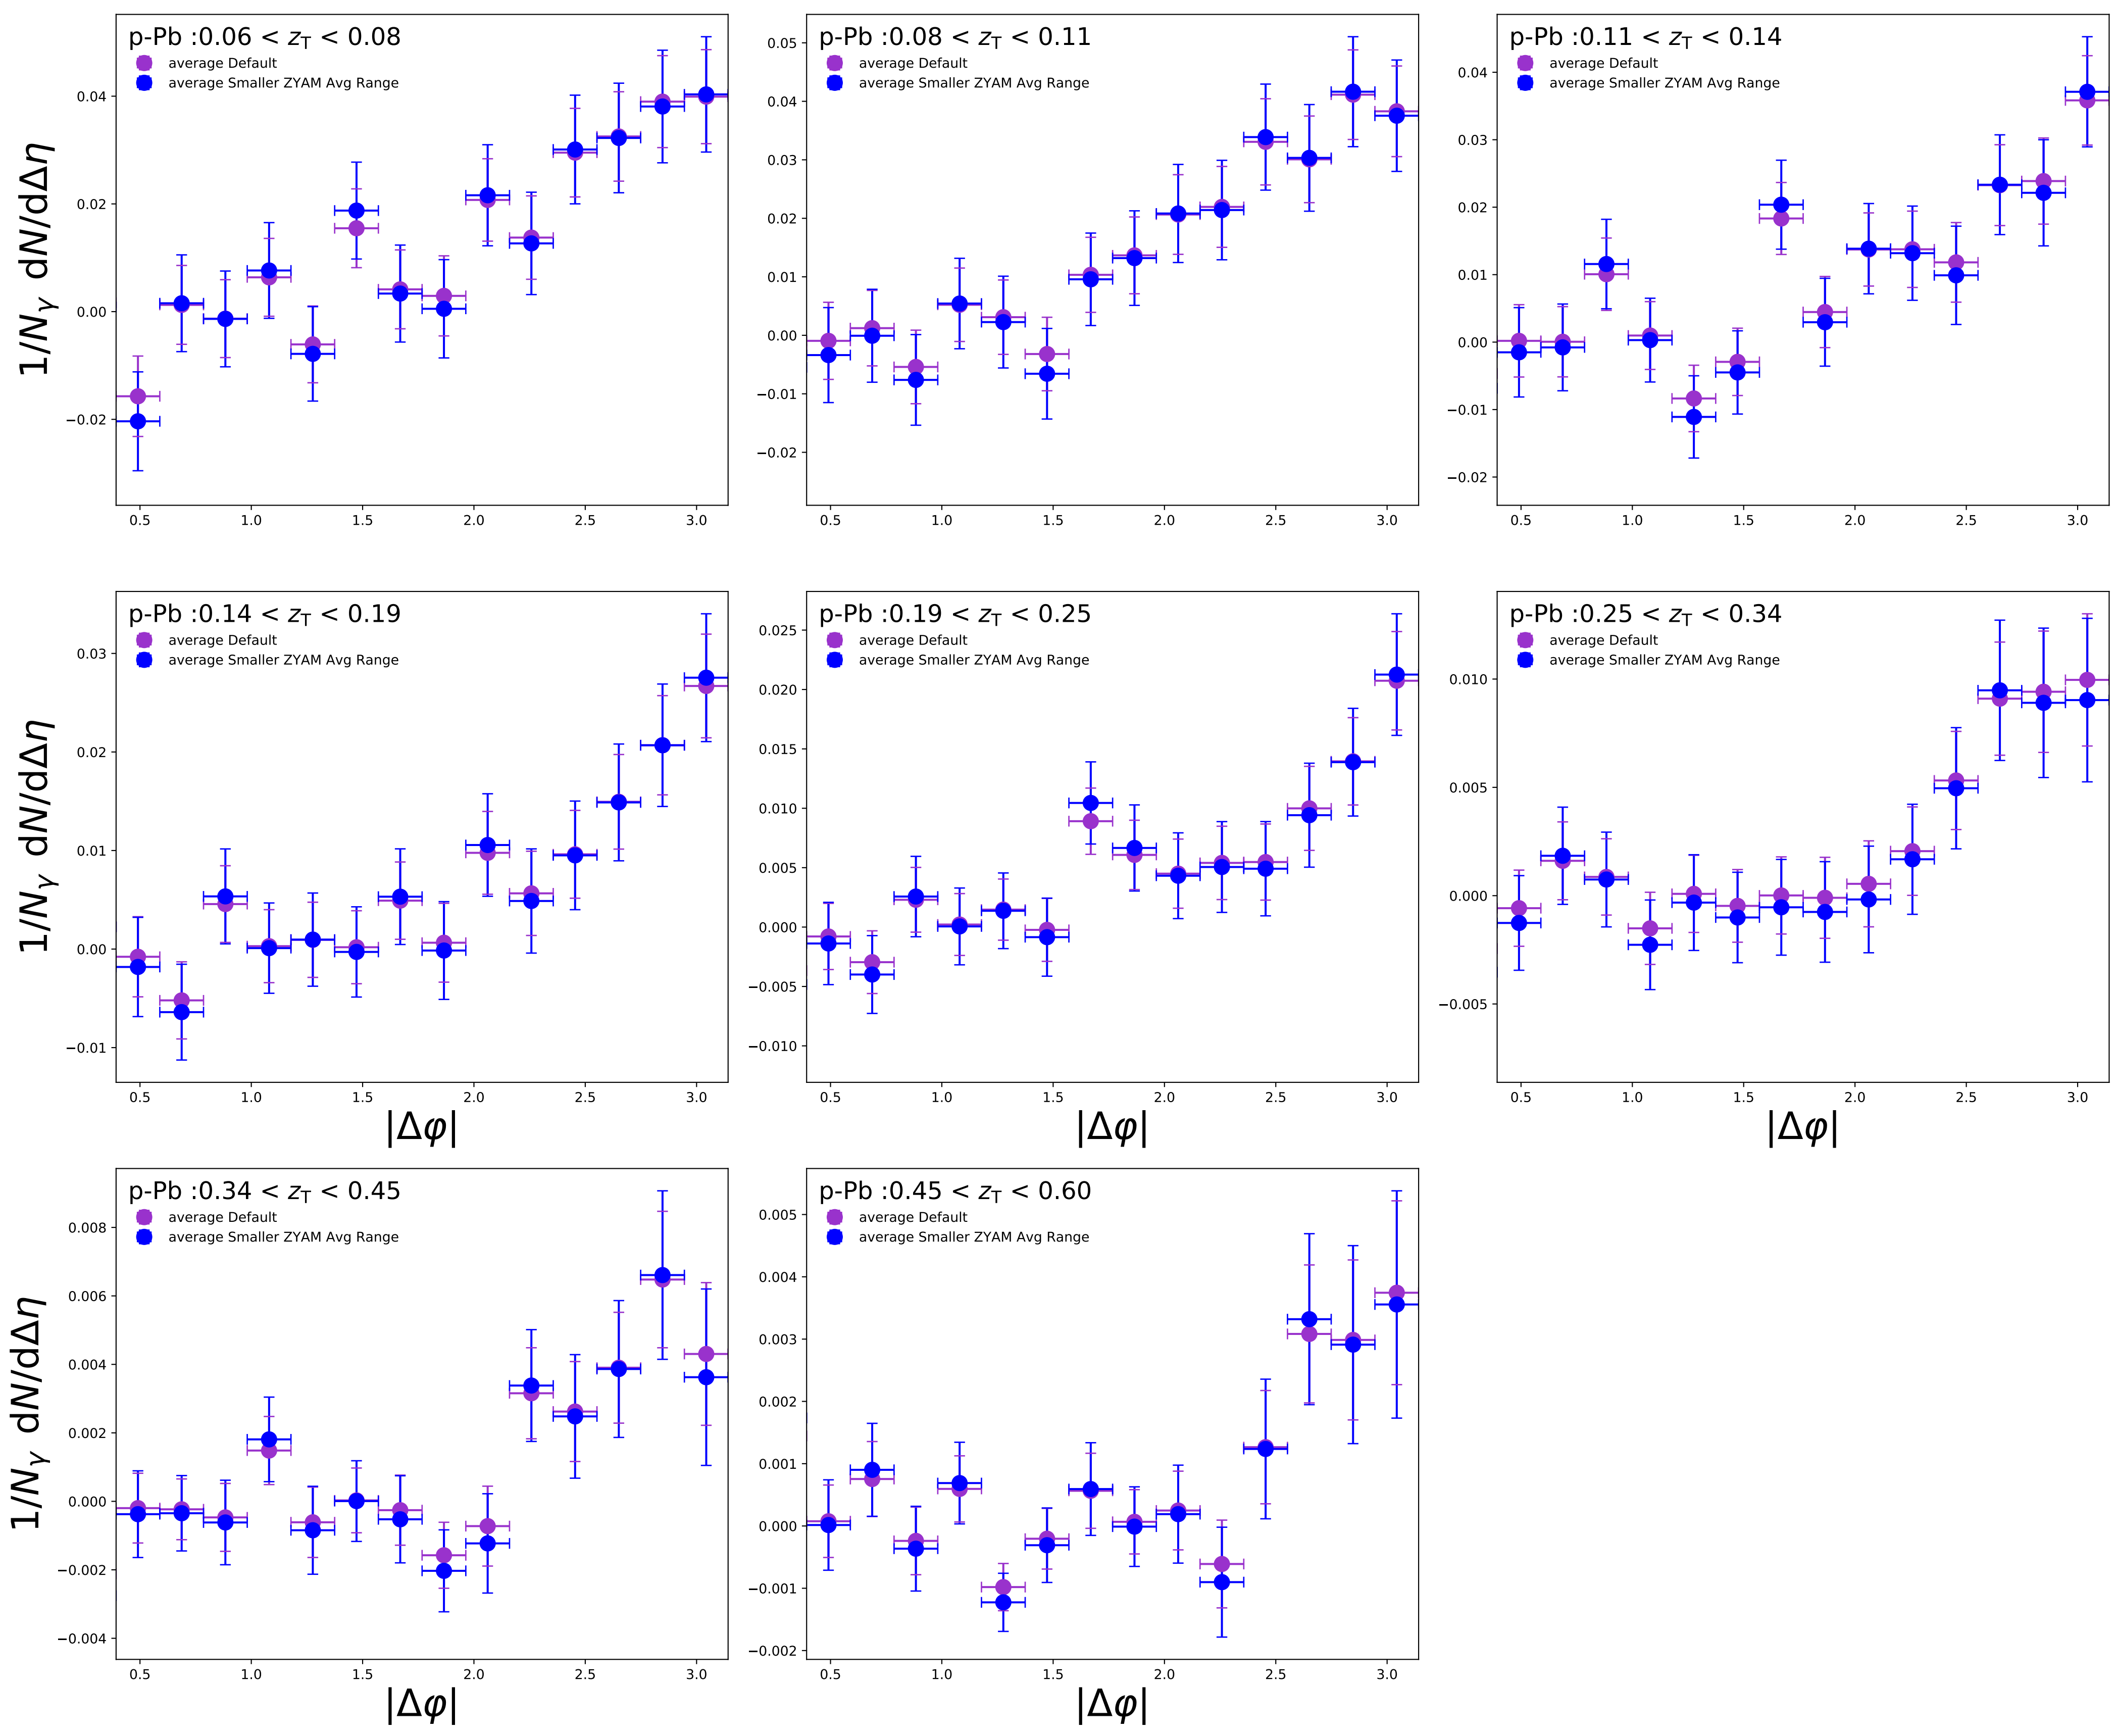 p-Pb :0.06 < zT < 0.08
average Default
average Smaller ZYAM Avg Range
1/Nγ dN/dΔη
0.04
0.02
0.00
−0.02
0.5 1.0 1.5 2.0 2.5 3.0
p-Pb :0.08 < zT < 0.11
average Default
average Smaller ZYAM Avg Range
0.05
0.04
0.03
0.02
0.01
0.00
−0.01
−0.02
0.5 1.0 1.5 2.0 2.5 3.0
p-Pb :0.11 < zT < 0.14
average Default
average Smaller ZYAM Avg Range
0.04
0.03
0.02
0.01
0.00
−0.01
−0.02
0.5 1.0 1.5 2.0 2.5 3.0
p-Pb :0.14 < zT < 0.19
average Default
average Smaller ZYAM Avg Range
1/Nγ dN/dΔη
0.03
0.02
0.01
0.00
−0.01
0.5 1.0 1.5 2.0 2.5 3.0
|Δφ|
p-Pb :0.19 < zT < 0.25
average Default
average Smaller ZYAM Avg Range
0.025
0.020
0.015
0.010
0.005
0.000
−0.005
−0.010
0.5 1.0 1.5 2.0 2.5 3.0
|Δφ|
p-Pb :0.25 < zT < 0.34
average Default
average Smaller ZYAM Avg Range
0.010
0.005
0.000
−0.005
0.5 1.0 1.5 2.0 2.5 3.0
|Δφ|
p-Pb :0.34 < zT < 0.45
average Default
average Smaller ZYAM Avg Range
1/Nγ dN/dΔη
0.008
0.006
0.004
0.002
0.000
−0.002
−0.004
0.5 1.0 1.5 2.0 2.5 3.0
|Δφ|
p-Pb :0.45 < zT < 0.60
average Default
average Smaller ZYAM Avg Range
0.005
0.004
0.003
0.002
0.001
0.000
−0.001
−0.002
0.5 1.0 1.5 2.0 2.5 3.0
|Δφ|